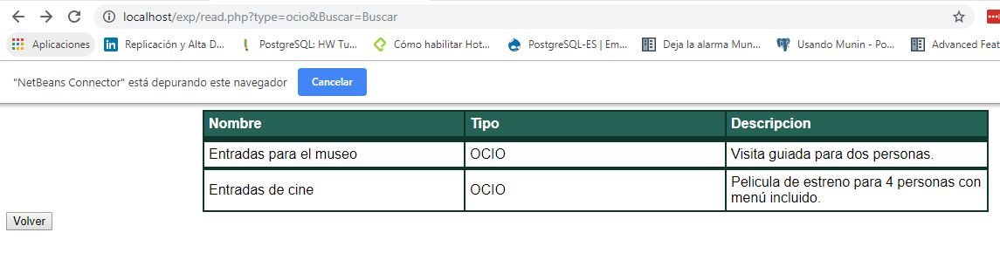 localhost/exp/read.php?type=ocio&Buscar=Buscar
Aplicaciones Replicación y Alta D... PostgreSQL: HW Tu... Cómo habilitar Hot... PostgreSQL-ES | Em... Deja la alarma Mun... Usando Munin - Po... Advanced Feat
"NetBeans Connector" está depurando este navegador Cancelar
Nombre Tipo Descripcion
Entradas para el museo OCIO Visita guiada para dos personas.
Entradas de cine OCIO Pelicula de estreno para 4 personas con
menú incluido.
Volver